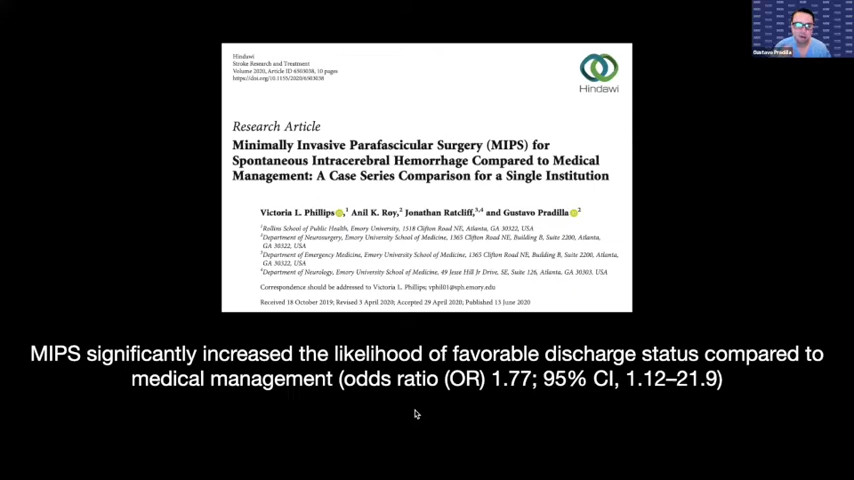 Gustavo Pradilla
Hindawi
Stroke Research and Treatment
Volume 2020, Article ID 6503038, 10 pages
https://doi.org/10.1155/2020/6503038
Hindawi
Research Article
Minimally Invasive Parafascicular Surgery (MIPS) for
Spontaneous Intracerebral Hemorrhage Compared to Medical
Management: A Case Series Comparison for a Single Institution
Victoria L. Phillips,1 Anil K. Roy,2 Jonathan Ratcliff,3,4 and Gustavo Pradilla2
1Rollins School of Public Health, Emory University, 1518 Clifton Road NE, Atlanta, GA 30322, USA
2Department of Neurosurgery, Emory University School of Medicine, 1365 Clifton Road NE, Building B, Suite 2200, Atlanta,
GA 30322, USA
3Department of Emergency Medicine, Emory University School of Medicine, 1365 Clifton Road NE, Building B, Suite 2200, Atlanta,
GA 30322, USA
4Department of Neurology, Emory University School of Medicine, 49 Jesse Hill Jr Drive, SE, Suite 126, Atlanta, GA 30303. USA
Correspondence should be addressed to Victoria L. Phillips; vphil01@sph.emory.edu
Received 18 October 2019; Revised 3 April 2020; Accepted 29 April 2020; Published 13 June 2020
MIPS significantly increased the likelihood of favorable discharge status compared to
medical management (odds ratio (OR) 1.77; 95% CI, 1.12–21.9)